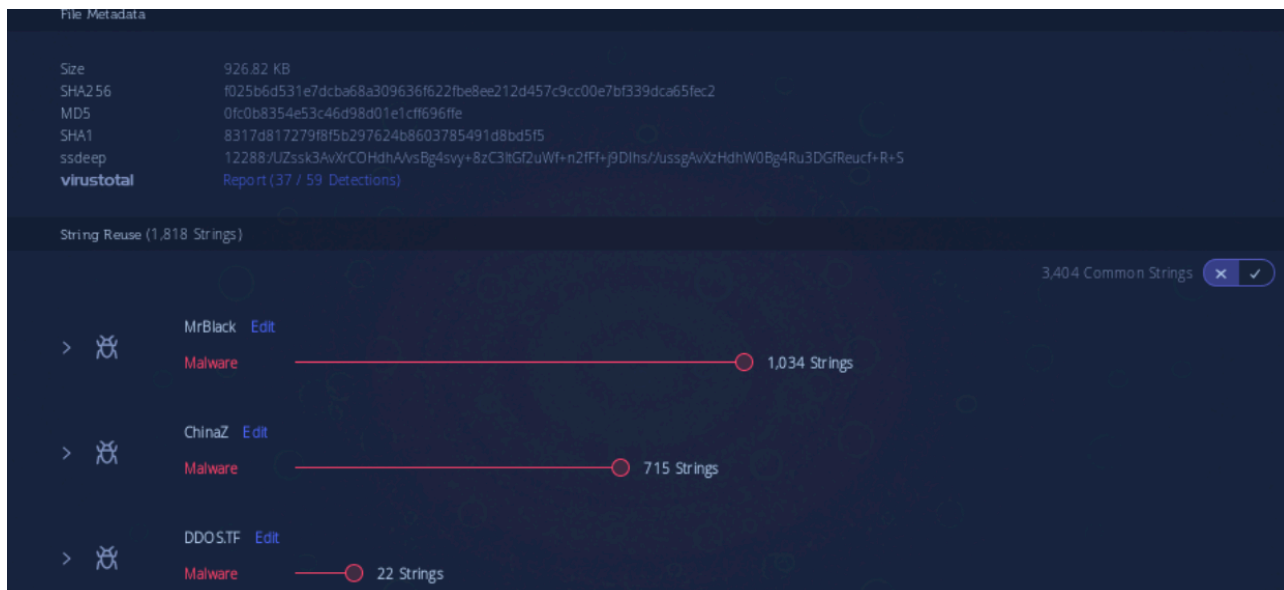 File Metadata
Size 926.82 KB
SHA256 f025b6d531e7dcba68a309636f622fbe8ee212d457c9cc00e7bf339dca65fec2
MD5 0fc0b8354e53c46d98d01e1cff696ffe
SHA1 8317d817279f8f5b297624b8603785491d8bd5f5
ssdeep 12288:/UZssk3AvXrCOHdhA/vsBg4svy+8zC3ltGf2uWf+n2fFf+j9DIhs/:/ussgAvXzHdhW0Bg4Ru3DGfReucf+R+S
virustotal Report (37 / 59 Detections)
String Reuse (1,818 Strings)
3,404 Common Strings
MrBlack Edit
Malware 1,034 Strings
ChinaZ Edit
Malware 715 Strings
DDOS.TF Edit
Malware 22 Strings